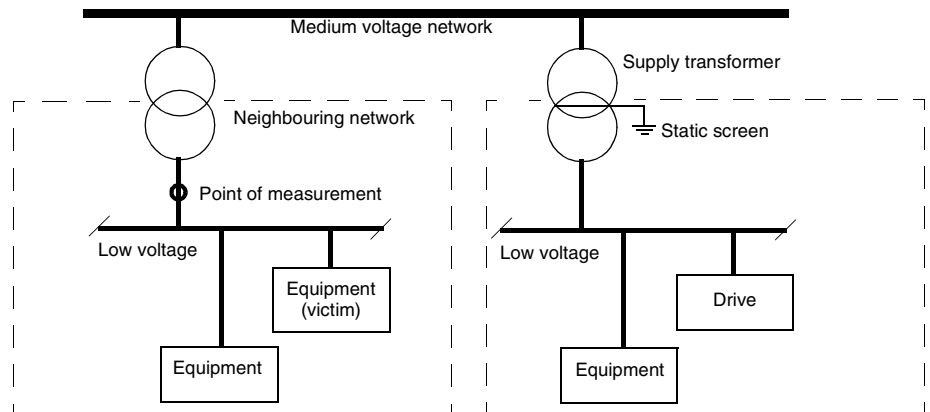 Medium voltage network
Supply transformer
Neighbouring network
Static screen
Point of measurement
Low voltage
Low voltage
Equipment
(victim)
Drive
Equipment
Equipment